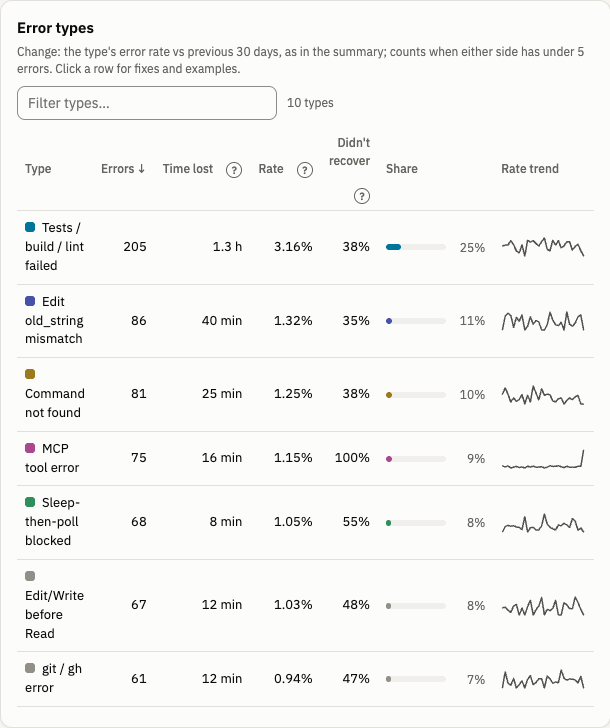 Error types
Change: the type's error rate vs previous 30 days, as in the summary; counts when either side has under 5
errors. Click a row for fixes and examples.
Filter types...
10 types
Type
Errors ↓
Time lost ?
Rate ?
Didn't
recover
?
Share
Rate trend
Tests /
build / lint
failed
205
1.3 h
3.16%
38%
25%
Edit
old_string
mismatch
86
40 min
1.32%
35%
11%
Command
not found
81
25 min
1.25%
38%
10%
MCP
tool error
75
16 min
1.15%
100%
9%
Sleep-
then-poll
blocked
68
8 min
1.05%
55%
8%
Edit/Write
before
Read
67
12 min
1.03%
48%
8%
git / gh
error
61
12 min
0.94%
47%
7%